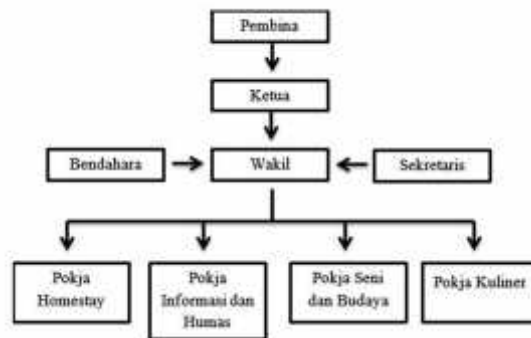 Pembina
Ketua
Bendahara
Wakil
Sekretaris
Pokja
Homestay
Pokja
Informasi dan
Humas
Pokja Seni
dan Budaya
Pokja Kuliner